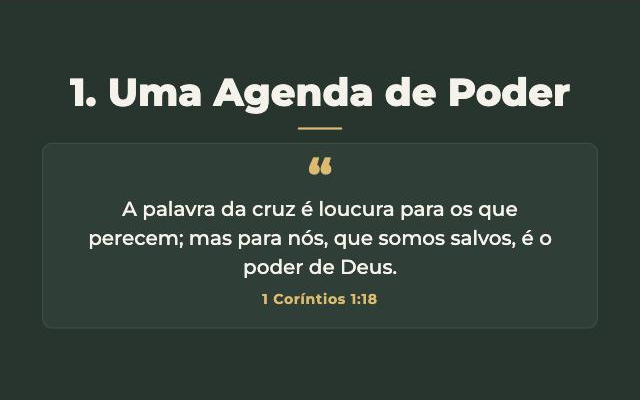 1. Uma Agenda de Poder
“
A palavra da cruz é loucura para os que
perecem; mas para nós, que somos salvos, é o
poder de Deus.
1 Coríntios 1:18